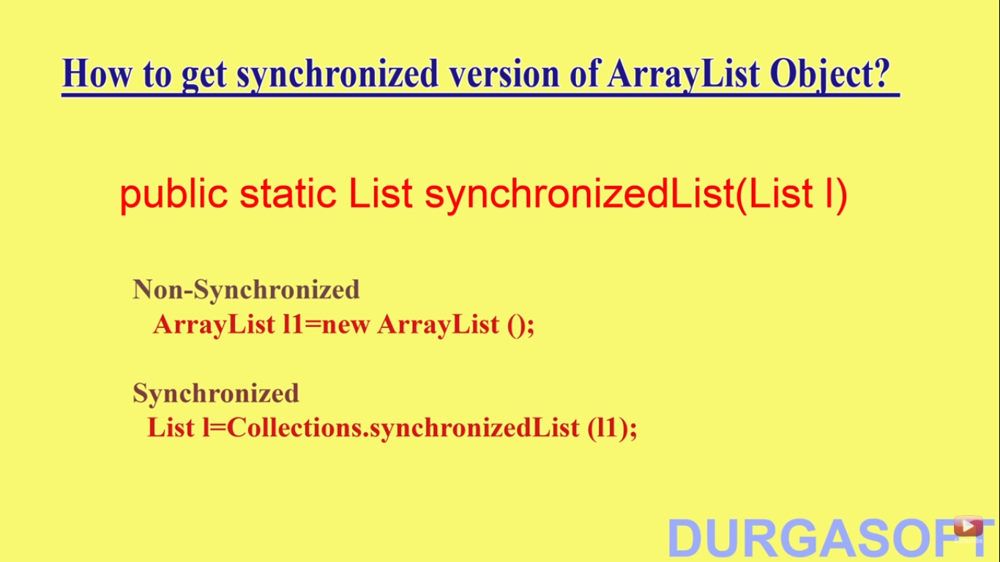 How to get synchronized version of ArrayList Object?
public static List synchronizedList(List l)
Non-Synchronized
ArrayList l1=new ArrayList ();
Synchronized
List l=Collections.synchronizedList (l1);
DURGASOFT
Subscribe